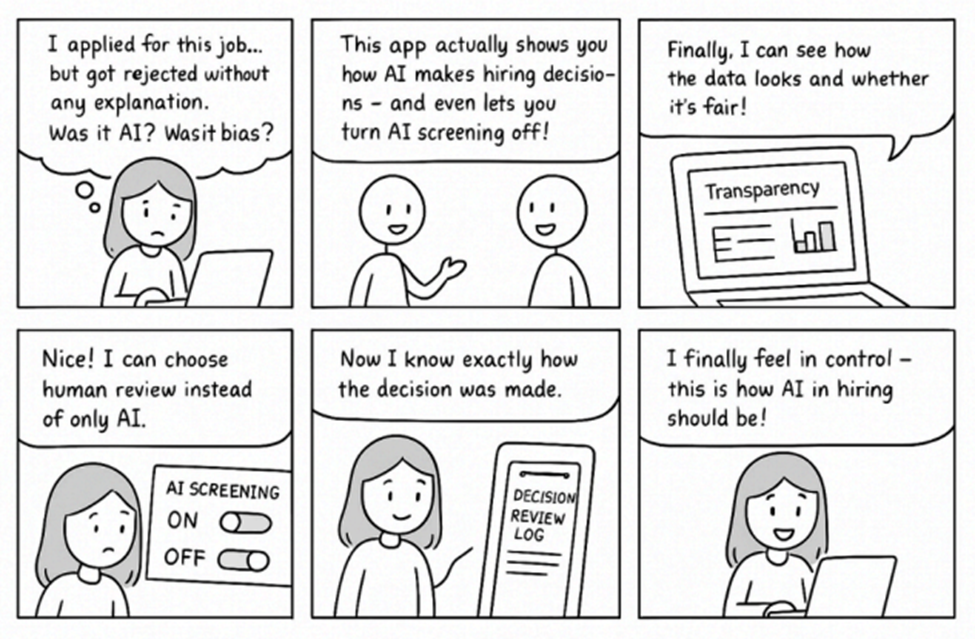 I applied for this job...
but got rejected without
any explanation.
Was it AI? Was it bias?
This app actually shows you
how AI makes hiring decisio-
ns – and even lets you
turn AI screening off!
Finally, I can see how
the data looks and whether
it's fair!
Transparency
Nice! I can choose
human review instead
of only AI.
AI SCREENING
ON
OFF
Now I know exactly how
the decision was made.
DECISION
REVIEW
LOG
I finally feel in control –
this is how AI in hiring
should be!